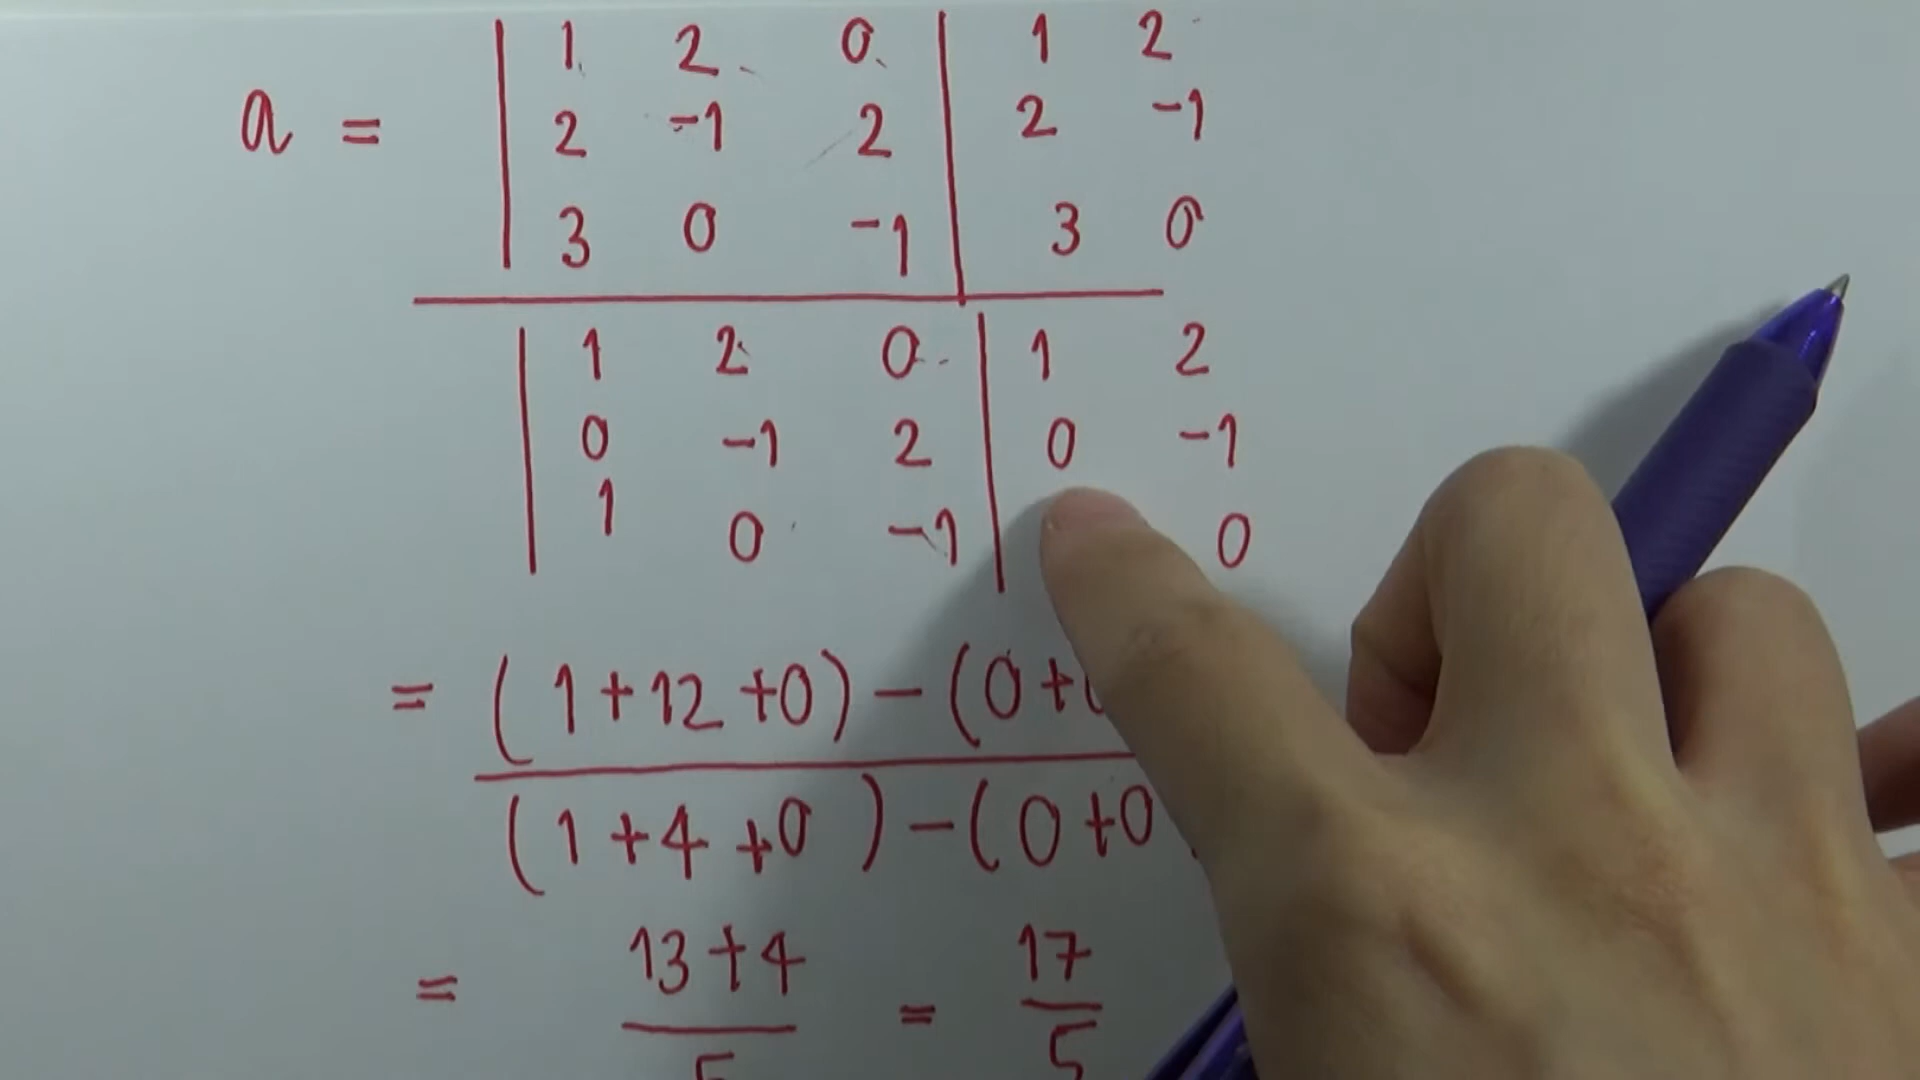 1 2 0 | 1 2
a = | 2 -1 2 | 2 -1
3 0 -1 | 3 0
| 1 2 0 | 1 2
| 0 -1 2 | 0 -1
| 1 0 -1 | 0
= (1+12+0) - (0+
(1+4+0) - (0+0
= 13+4 = 17
5